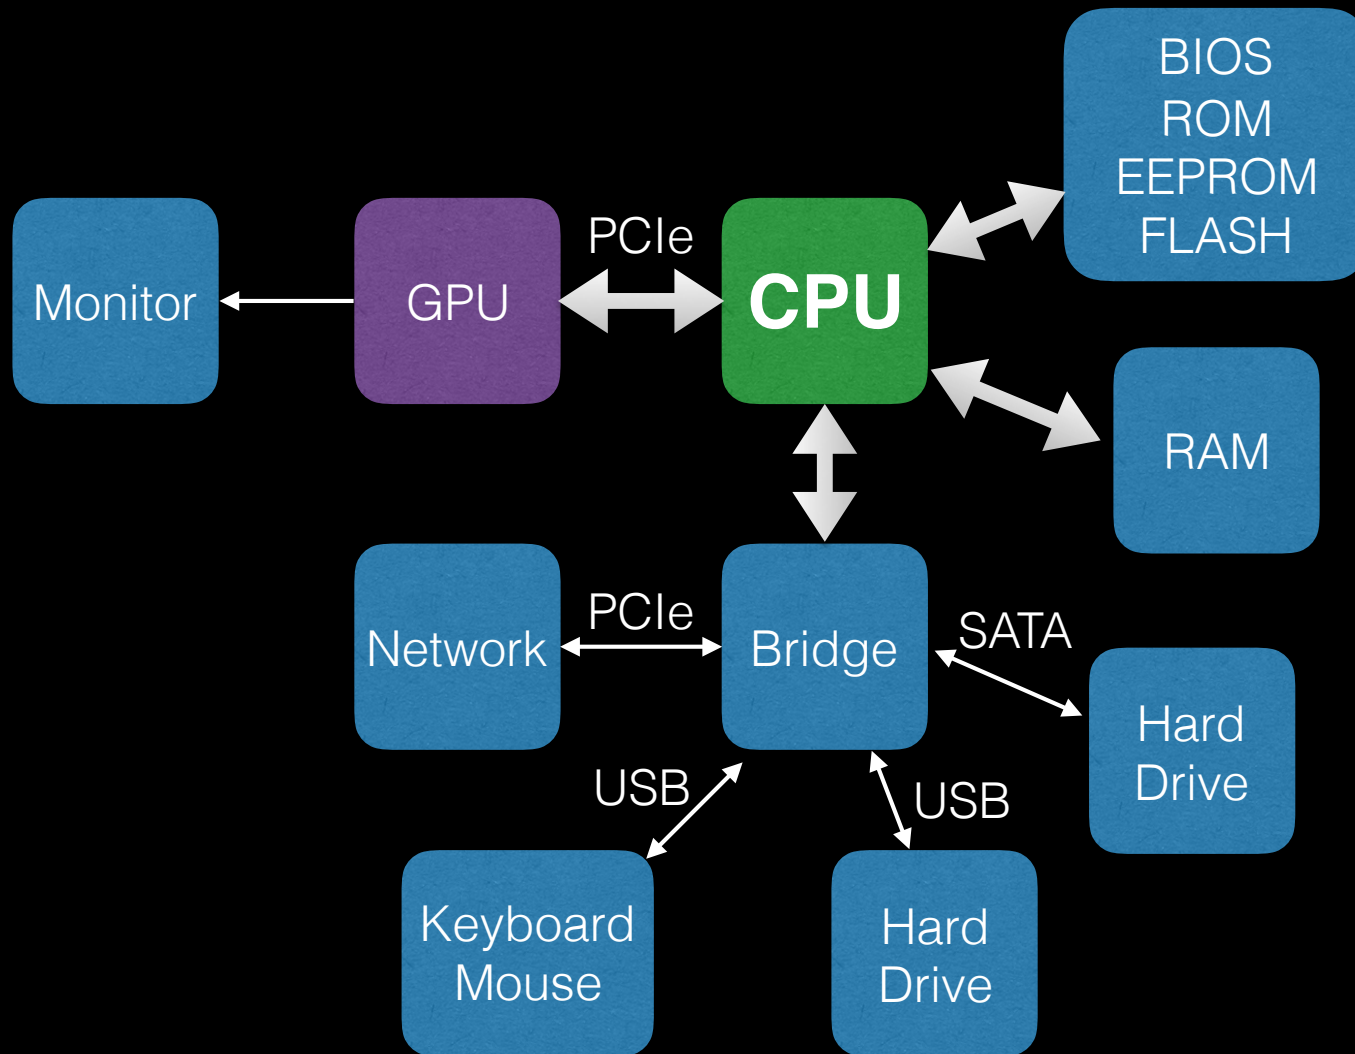 BIOS
ROM
EEPROM
FLASH
PCIe
Monitor
GPU
CPU
RAM
PCIe
Network
Bridge
SATA
Hard
Drive
USB
USB
Keyboard
Mouse
Hard
Drive